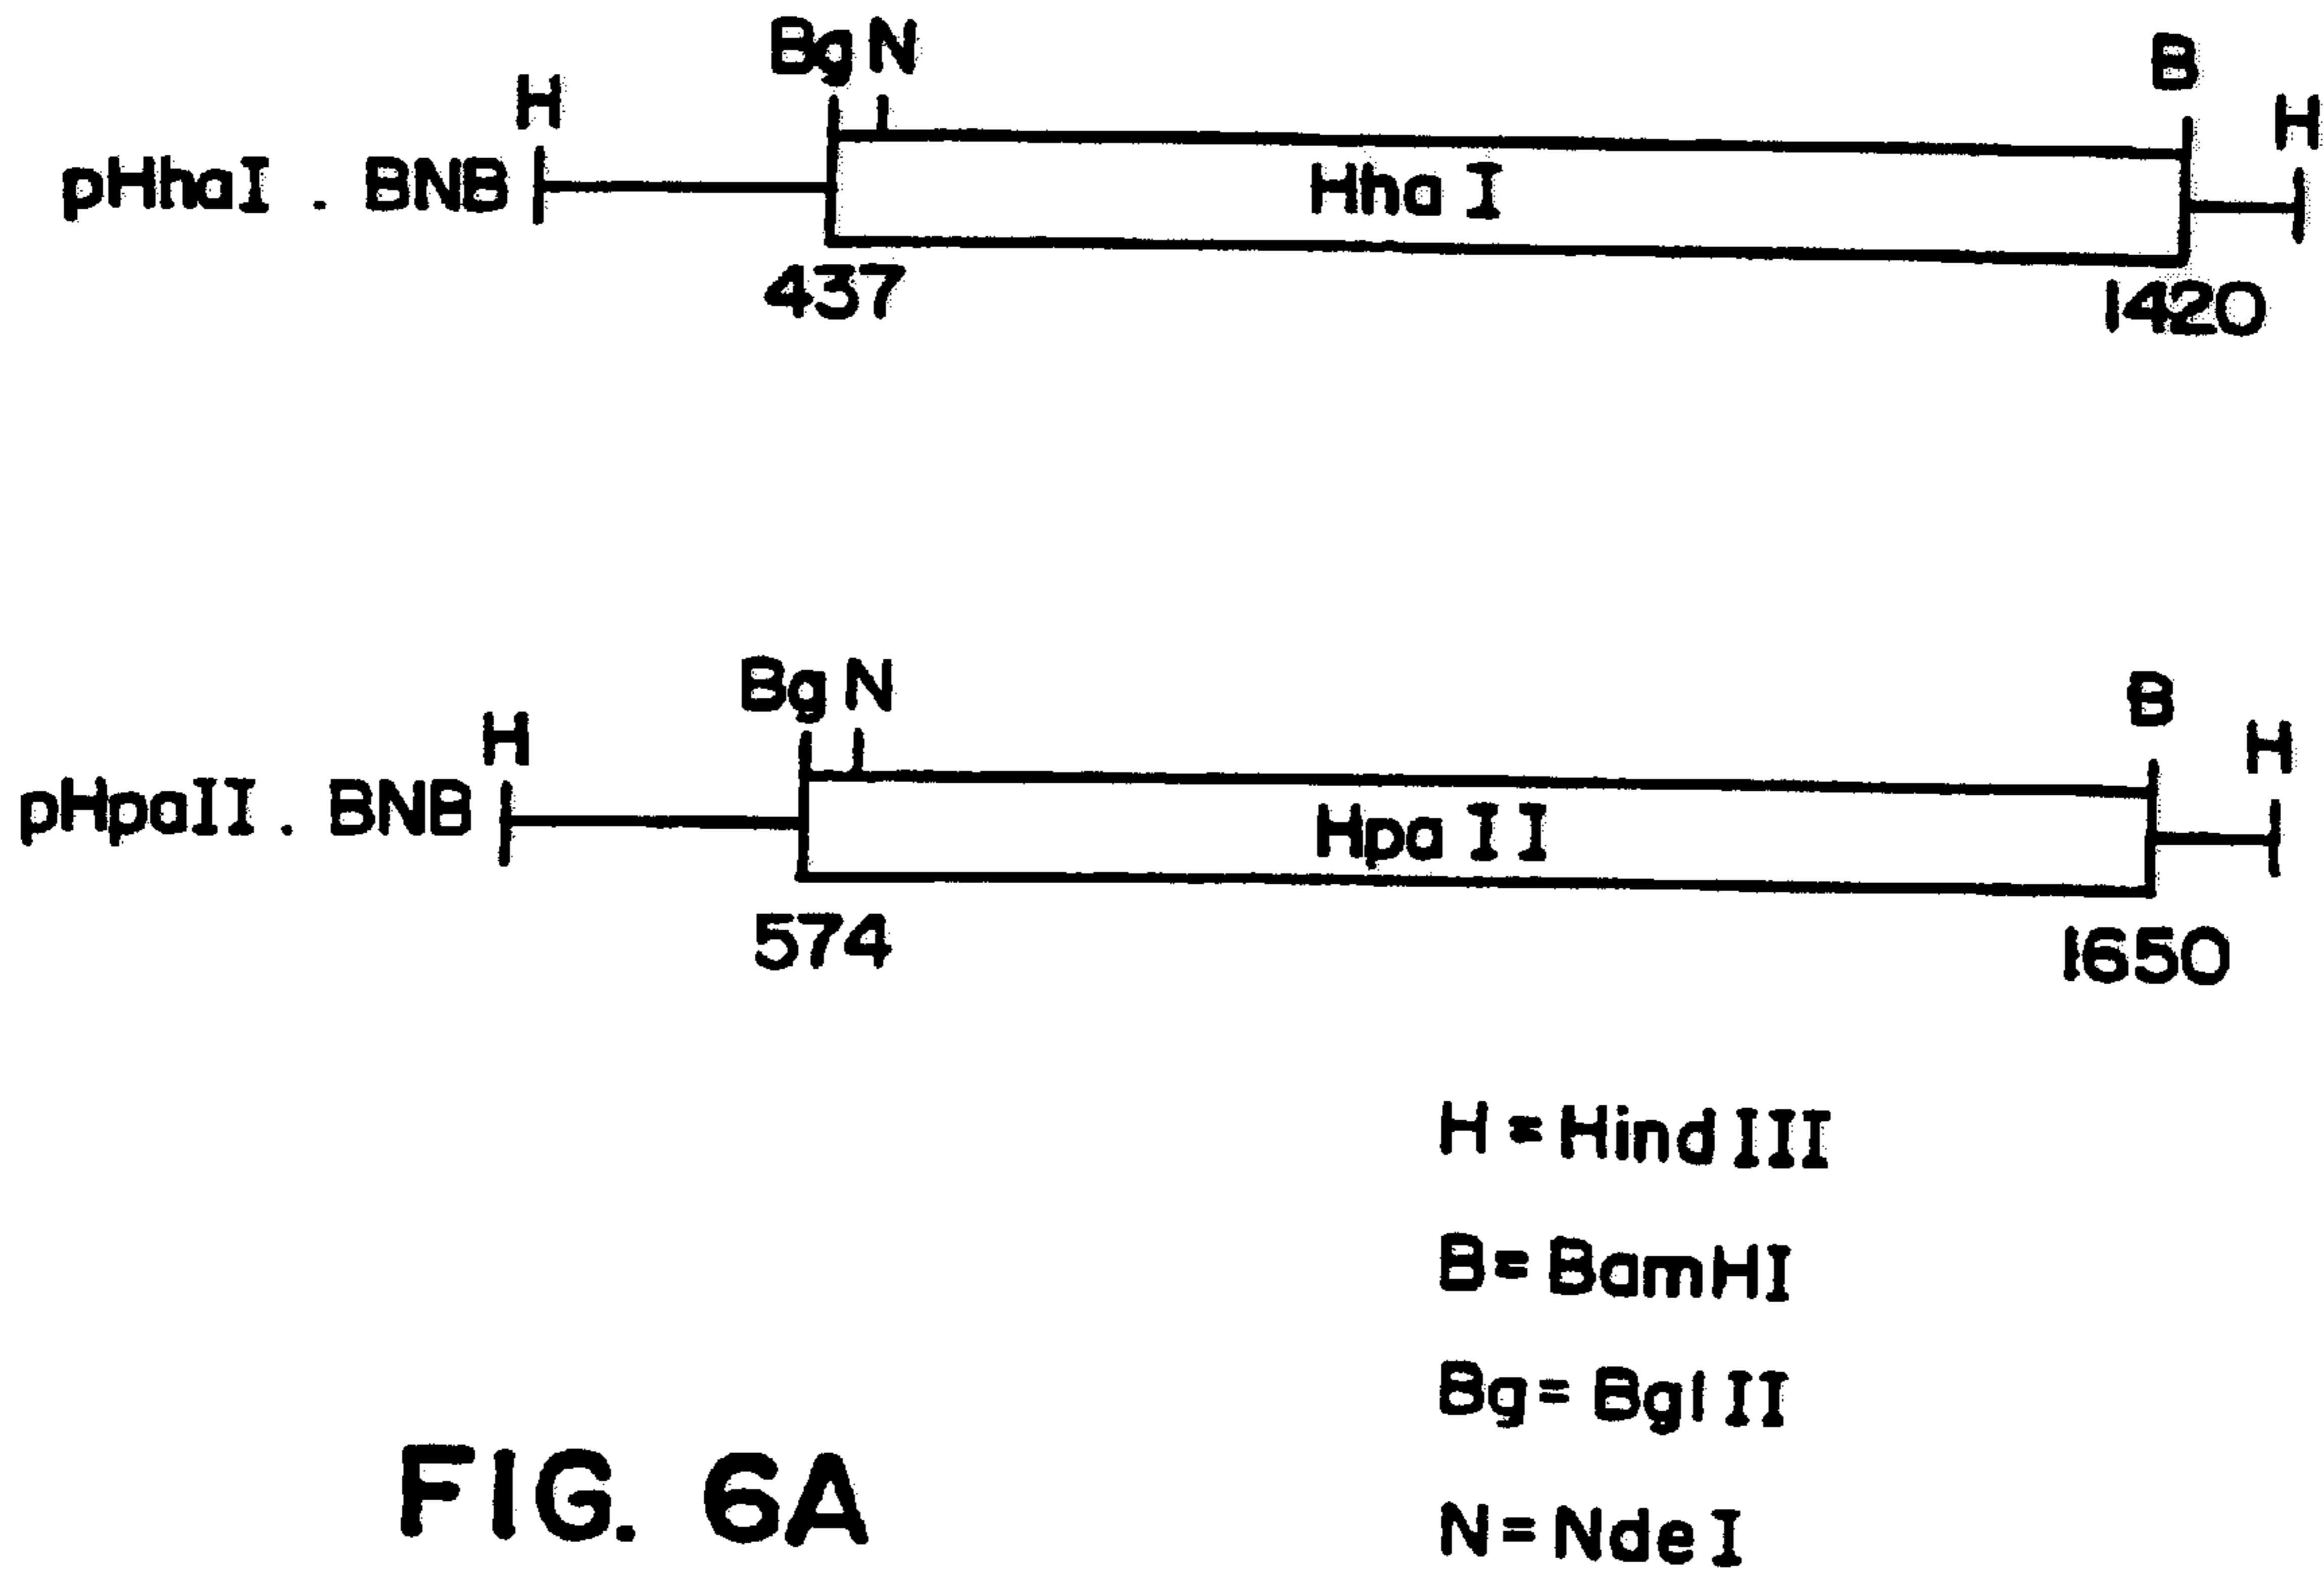 Bg N
B
H
H
pHhaI . BNB
Hha I
437
1420
Bg N
B
H
H
pHpaII . BNB
Hpa II
574
1650
H = Hind III
B = BamHI
Bg = Bgl II
N = Nde I
FIG. 6A